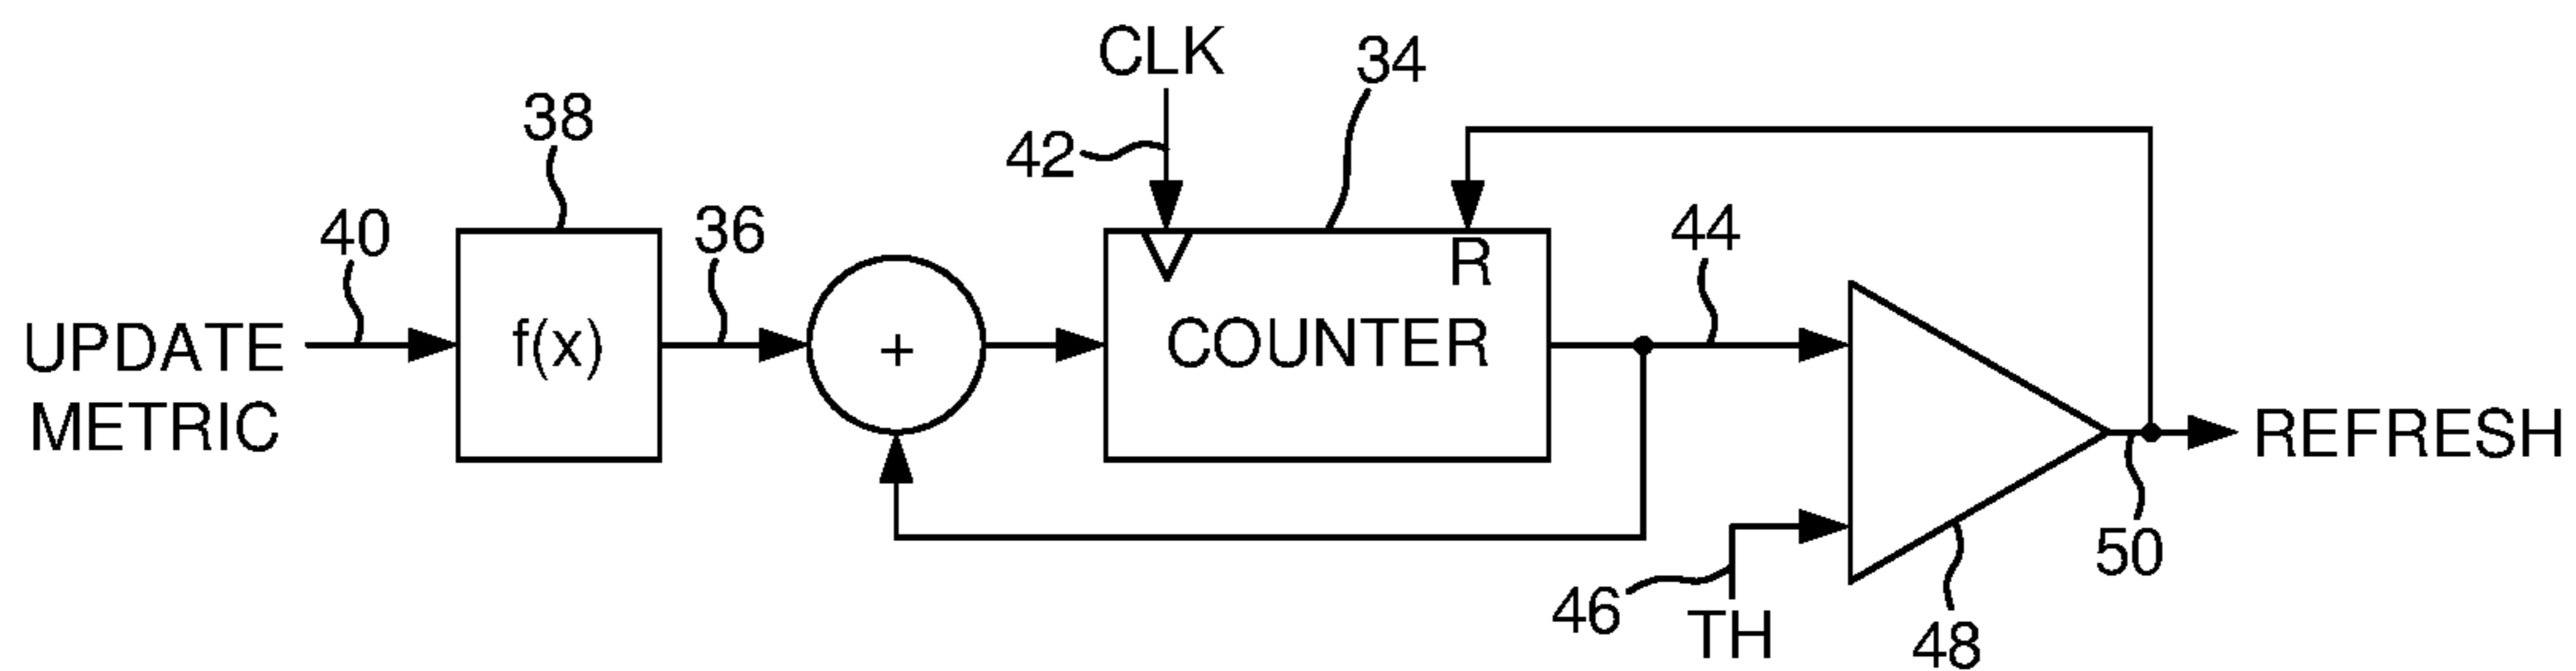 CLK
34
38
42
40
36
R
44
UPDATE
METRIC
f(x)
+
COUNTER
REFRESH
50
46
TH
48